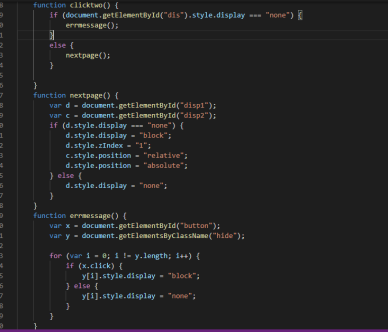 function clicktwo() {
if (document.getElementById("dis").style.display === "none") {
errmessage();
}
else {
nextpage();
}
}
function nextpage() {
var d = document.getElementById("disp1");
var c = document.getElementById("disp2");
if (d.style.display === "none") {
d.style.display = "block";
d.style.zIndex = "1";
c.style.position = "relative";
d.style.position = "absolute";
} else {
d.style.display = "none";
}
}
function errmessage() {
var x = document.getElementById("button");
var y = document.getElementsByClassName("hide");
for (var i = 0; i != y.length; i++) {
if (x.click) {
y[i].style.display = "block";
} else {
y[i].style.display = "none";
}
}
}